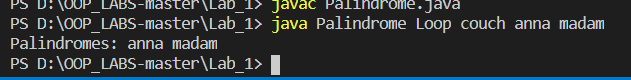 PS D:\OOP_LABS-master\Lab_1> javac Palindrome.java
PS D:\OOP_LABS-master\Lab_1> java Palindrome Loop couch anna madam
Palindromes: anna madam
PS D:\OOP_LABS-master\Lab_1>